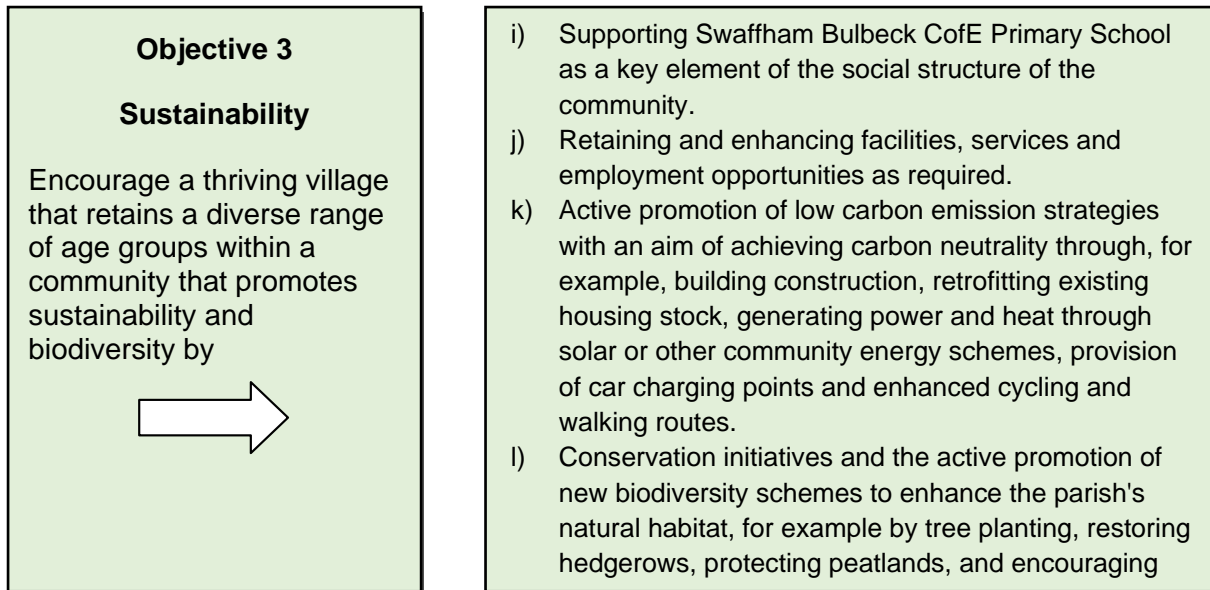 Objective 3
Sustainability
Encourage a thriving village
that retains a diverse range
of age groups within a
community that promotes
sustainability and
biodiversity by
i) Supporting Swaffham Bulbeck CofE Primary School
as a key element of the social structure of the
community.
j) Retaining and enhancing facilities, services and
employment opportunities as required.
k) Active promotion of low carbon emission strategies
with an aim of achieving carbon neutrality through, for
example, building construction, retrofitting existing
housing stock, generating power and heat through
solar or other community energy schemes, provision
of car charging points and enhanced cycling and
walking routes.
l) Conservation initiatives and the active promotion of
new biodiversity schemes to enhance the parish's
natural habitat, for example by tree planting, restoring
hedgerows, protecting peatlands, and encouraging